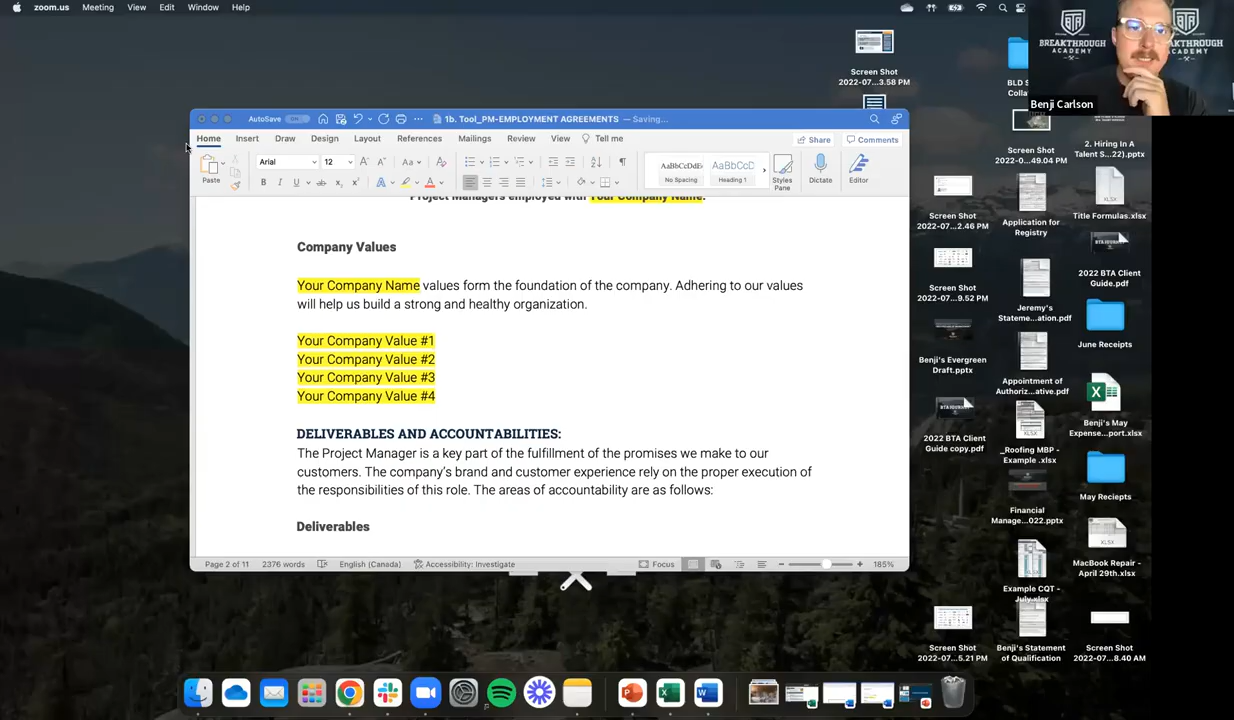 zoom.us Meeting View Edit Window Help
BREAKTHROUGH
ACADEMY
Benji Carlson
Screen Shot
2022-07...3.58 PM
AutoSave
1b. Tool_PM-EMPLOYMENT AGREEMENTS — Saving...
Home Insert Draw Design Layout References Mailings Review View Tell me
Share Comments
Arial 12
Paste
AaBbCcDdEe AaBbCcD
No Spacing Heading 1
Styles
Pane
Dictate Editor
Project Managers employed with Your Company Name.
Company Values
Your Company Name values form the foundation of the company. Adhering to our values
will help us build a strong and healthy organization.
Your Company Value #1
Your Company Value #2
Your Company Value #3
Your Company Value #4
DELIVERABLES AND ACCOUNTABILITIES:
The Project Manager is a key part of the fulfillment of the promises we make to our
customers. The company's brand and customer experience rely on the proper execution of
the responsibilities of this role. The areas of accountability are as follows:
Deliverables
Page 2 of 11 2376 words English (Canada) Accessibility: Investigate Focus 185%
Screen Shot
2022-07...2.46 PM
Screen Shot
2022-07...9.52 PM
Benji's Evergreen
Draft.pptx
2022 BTA Client
Guide copy.pdf
Screen Shot
2022-07...5.21 PM
Application for
Registry
Jeremy's
Stateme...ation.pdf
Appointment of
Authoriz...ative.pdf
_Roofing MBP -
Example .xlsx
Financial
Manage...022.pptx
Example CQT -
July.xlsx
Benji's Statement
of Qualification
2. Hiring In A
Talent S...22).pptx
Title Formulas.xlsx
2022 BTA Client
Guide.pdf
June Receipts
Benji's May
Expense...port.xlsx
May Reciepts
MacBook Repair -
April 29th.xlsx
Screen Shot
2022-07...8.40 AM